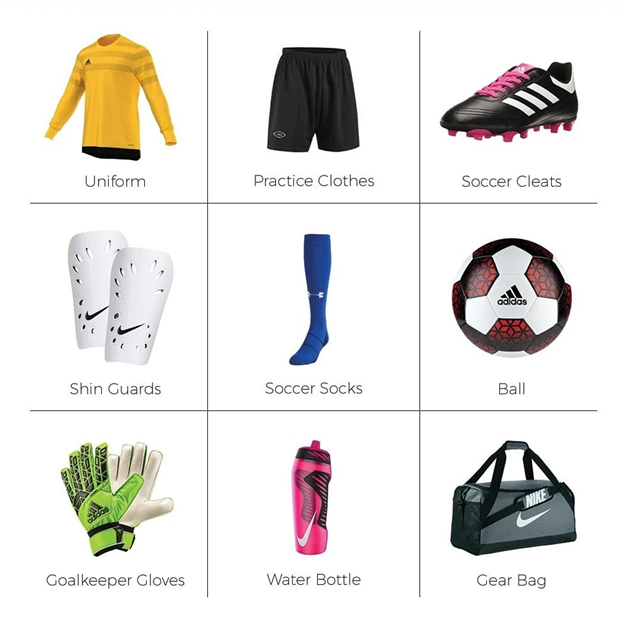 Uniform
Practice Clothes
Soccer Cleats
adidas
Shin Guards
Soccer Socks
Ball
adidas
NIKE
Goalkeeper Gloves
Water Bottle
Gear Bag